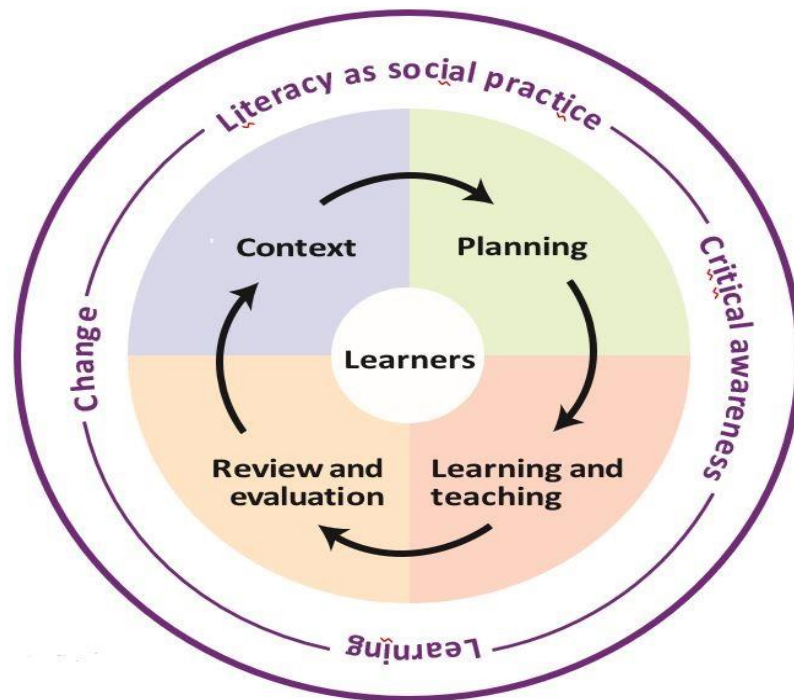 Literacy as social practice
Critical awareness
Learning
Change
Context
Planning
Learners
Review and
evaluation
Learning and
teaching